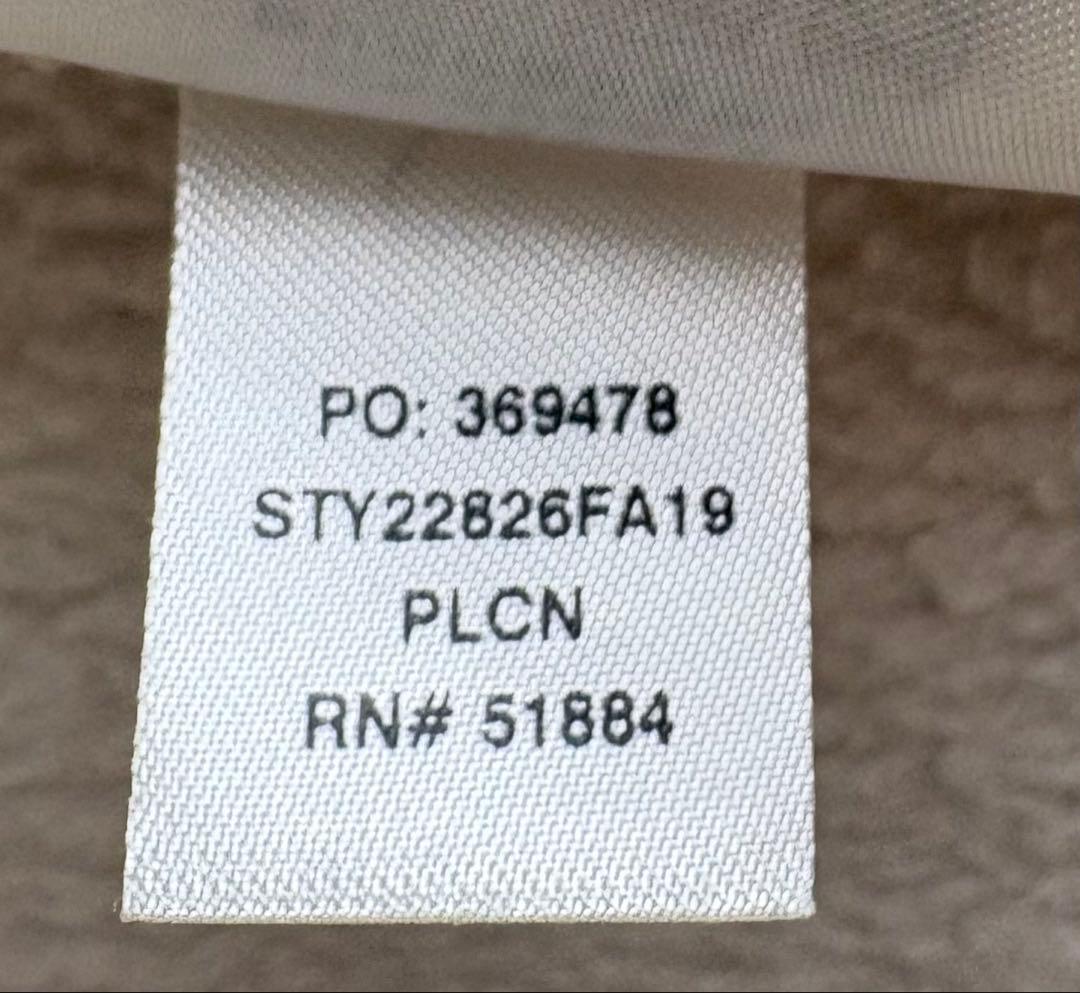 PO: 369478
STY22826FA19
PLCN
RN# 51884